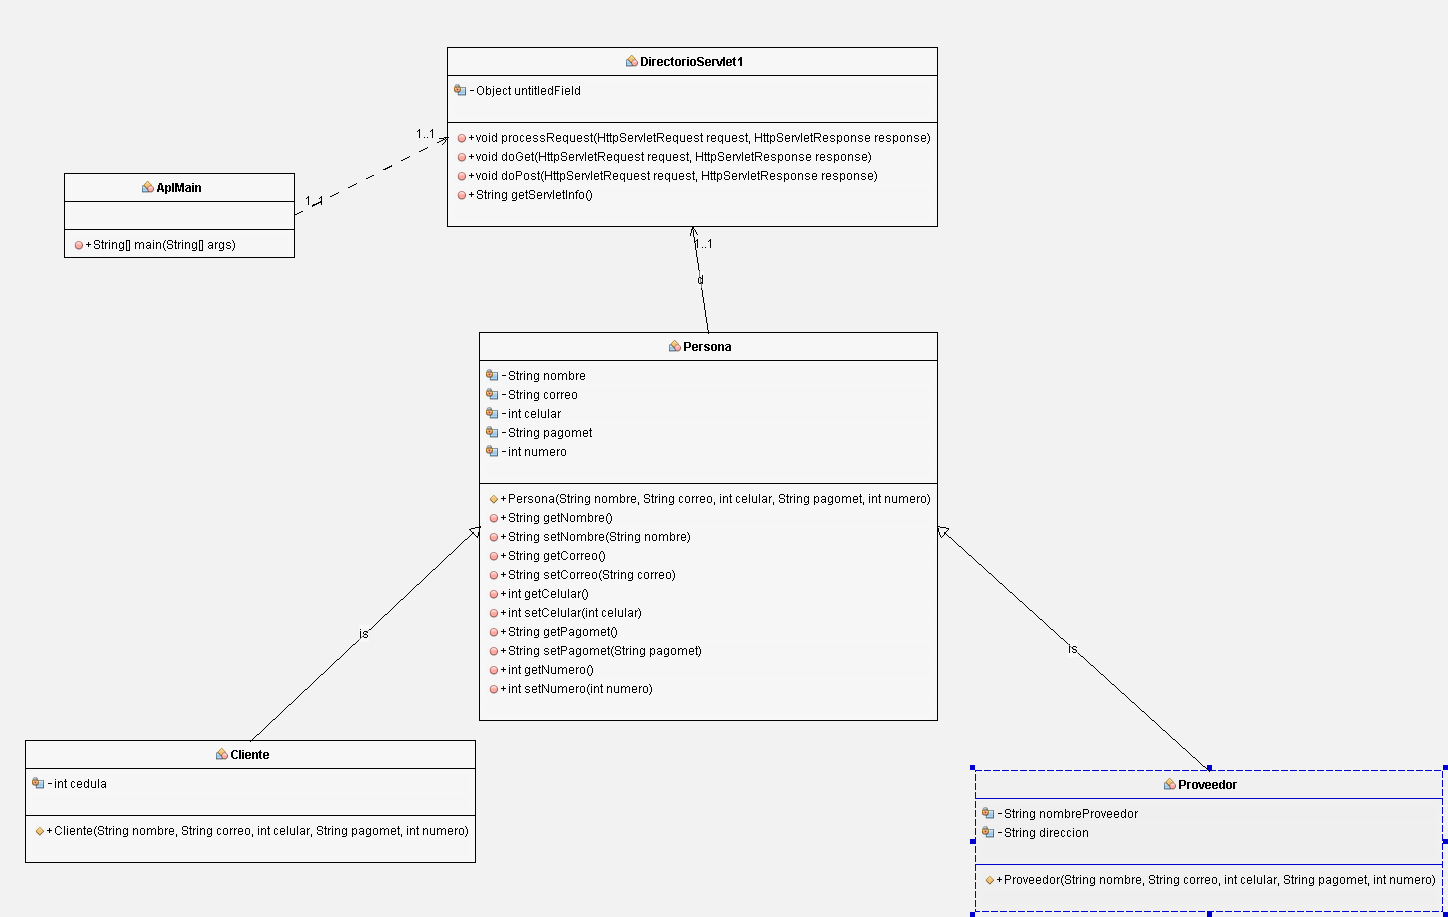 DirectorioServlet1
-Object untitledField
+void processRequest(HttpServletRequest request, HttpServletResponse response)
+void doGet(HttpServletRequest request, HttpServletResponse response)
+void doPost(HttpServletRequest request, HttpServletResponse response)
+String getServletInfo()
1..1
1..1
AplMain
+String[] main(String[] args)
1..1
d
Persona
-String nombre
-String correo
-int celular
-String pagomet
-int numero
+Persona(String nombre, String correo, int celular, String pagomet, int numero)
+String getNombre()
+String setNombre(String nombre)
+String getCorreo()
+String setCorreo(String correo)
+int getCelular()
+int setCelular(int celular)
+String getPagomet()
+String setPagomet(String pagomet)
+int getNumero()
+int setNumero(int numero)
is
is
Cliente
-int cedula
+Cliente(String nombre, String correo, int celular, String pagomet, int numero)
Proveedor
-String nombreProveedor
-String direccion
+Proveedor(String nombre, String correo, int celular, String pagomet, int numero)